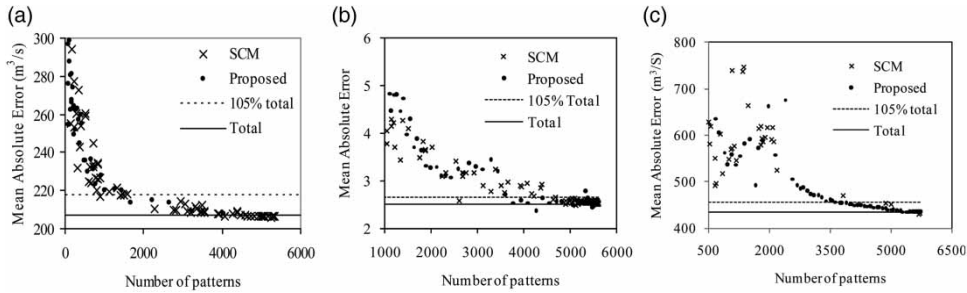 (a)
300
280
260
240
220
200
0
2000
4000
6000
Mean Absolute Error (m³/s)
Number of patterns
SCM
Proposed
105% total
Total
(b)
6
5
4
3
2
1000
2000
3000
4000
5000
6000
Mean Absolute Error
Number of patterns
SCM
Proposed
105% Total
Total
(c)
800
700
600
500
400
500
2000
3500
5000
6500
Mean Absolute Error (m³/S)
Number of patterns
SCM
Proposed
105% total
Total